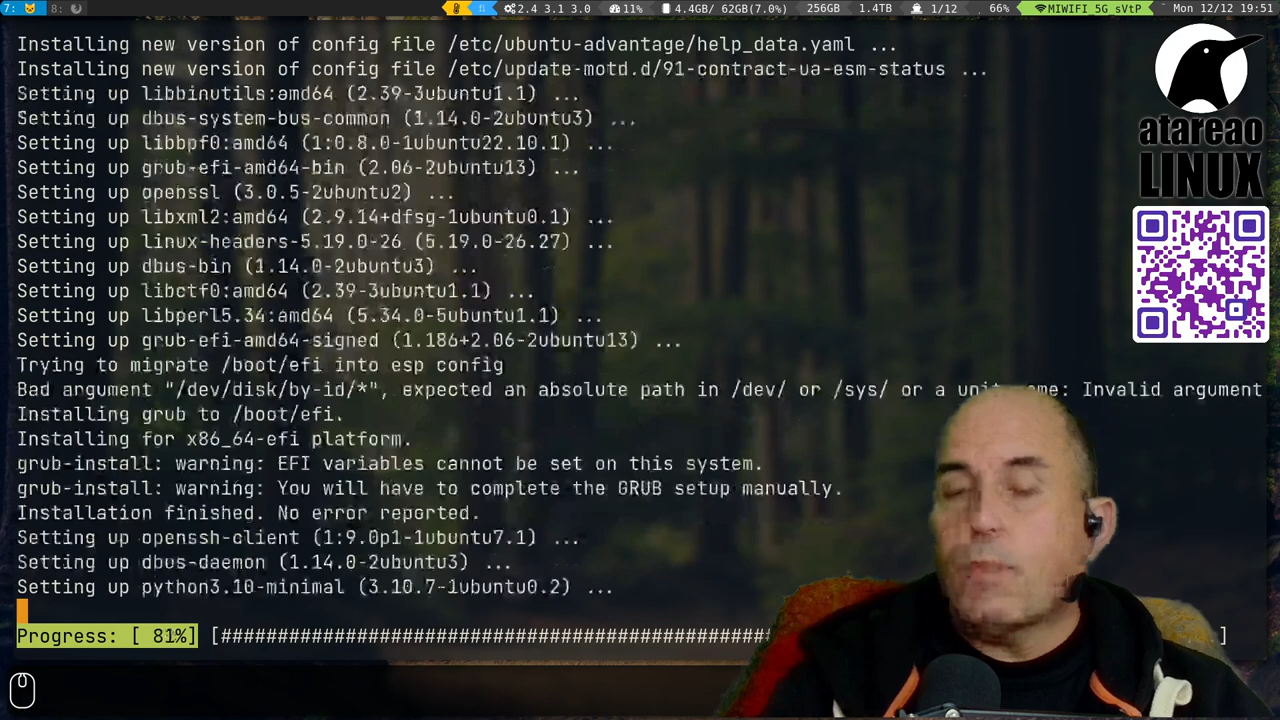 7: 8: 2.4 3.1 3.0 11% 4.4GB/ 62GB(7.0%) 256GB 1.4TB 1/12 66% MIWIFI 5G sVtP Mon 12/12 19:51
Installing new version of config file /etc/ubuntu-advantage/help_data.yaml ...
Installing new version of config file /etc/update-motd.d/91-contract-ua-esm-status ...
Setting up libbinutils:amd64 (2.39-3ubuntu1.1) ...
Setting up dbus-system-bus-common (1.14.0-2ubuntu3) ...
Setting up libbpf0:amd64 (1:0.8.0-1ubuntu22.10.1) ...
Setting up grub-efi-amd64-bin (2.06-2ubuntu13) ...
Setting up openssl (3.0.5-2ubuntu2) ...
Setting up libxml2:amd64 (2.9.14+dfsg-1ubuntu0.1) ...
Setting up linux-headers-5.19.0-26 (5.19.0-26.27) ...
Setting up dbus-bin (1.14.0-2ubuntu3) ...
Setting up libctf0:amd64 (2.39-3ubuntu1.1) ...
Setting up libperl5.34:amd64 (5.34.0-5ubuntu1.1) ...
Setting up grub-efi-amd64-signed (1.186+2.06-2ubuntu13) ...
Trying to migrate /boot/efi into esp config
Bad argument "/dev/disk/by-id/*", expected an absolute path in /dev/ or /sys/ or a unit name: Invalid argument
Installing grub to /boot/efi.
Installing for x86_64-efi platform.
grub-install: warning: EFI variables cannot be set on this system.
grub-install: warning: You will have to complete the GRUB setup manually.
Installation finished. No error reported.
Setting up openssh-client (1:9.0p1-1ubuntu7.1) ...
Setting up dbus-daemon (1.14.0-2ubuntu3) ...
Setting up python3.10-minimal (3.10.7-1ubuntu0.2) ...
Progress: [ 81%] [############################################################ ]
atareao
LINUX